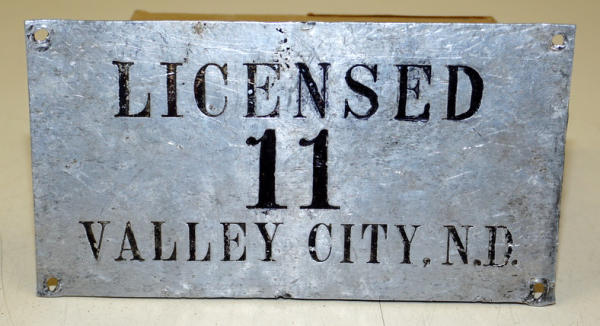 LICENSED
11
VALLEY CITY, N.D.